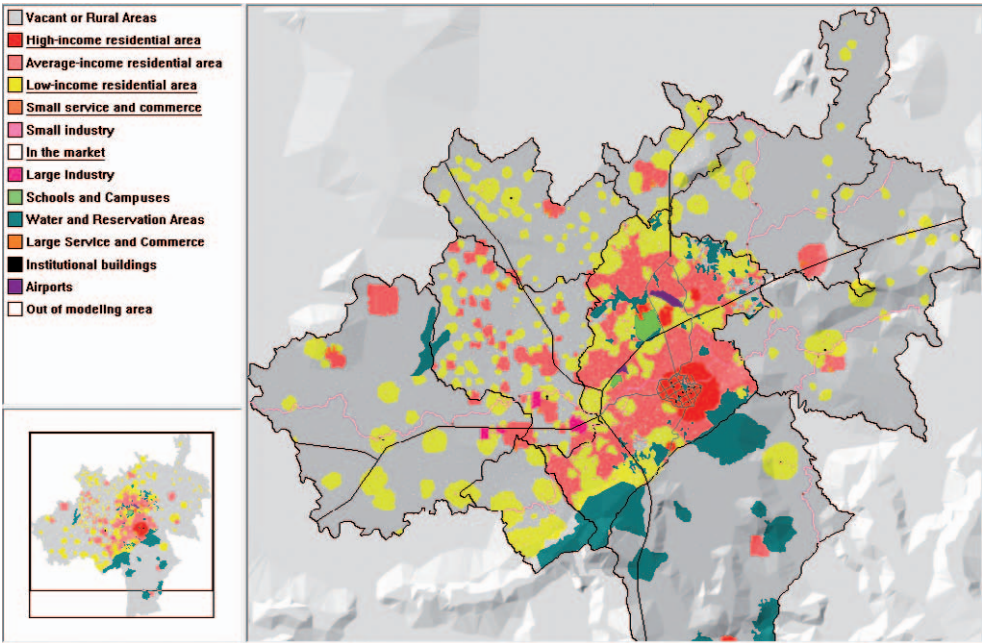 Vacant or Rural Areas
High-income residential area
Average-income residential area
Low-income residential area
Small service and commerce
Small industry
In the market
Large Industry
Schools and Campuses
Water and Reservation Areas
Large Service and Commerce
Institutional buildings
Airports
Out of modeling area